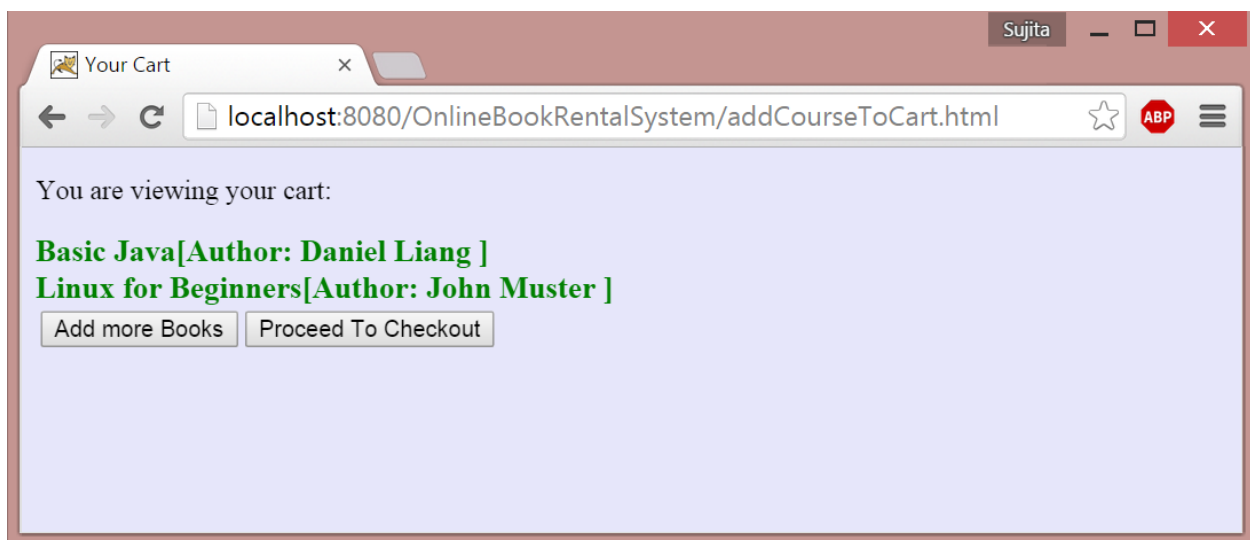 Sujita
Your Cart
localhost:8080/OnlineBookRentalSystem/addCourseToCart.html
ABP
You are viewing your cart:
Basic Java[Author: Daniel Liang ]
Linux for Beginners[Author: John Muster ]
Add more Books Proceed To Checkout